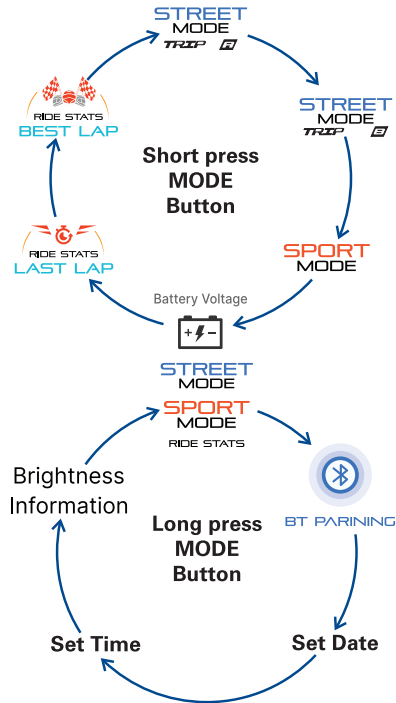 STREET
MODE
TRIP A
STREET
MODE
TRIP B
RIDE STATS
BEST LAP
Short press
MODE
Button
RIDE STATS
LAST LAP
SPORT
MODE
Battery Voltage
STREET
MODE
SPORT
MODE
RIDE STATS
Brightness
Information
BT PARINING
Long press
MODE
Button
Set Time
Set Date